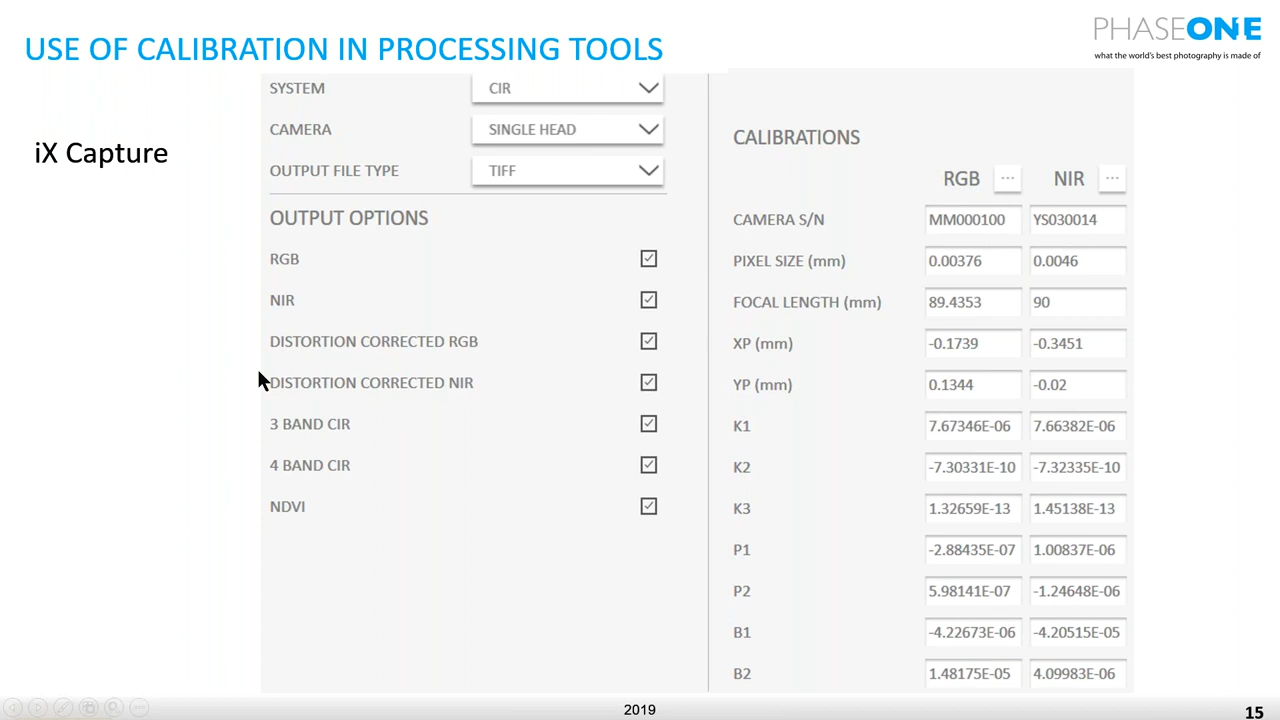 USE OF CALIBRATION IN PROCESSING TOOLS
PHASEONE
what the world's best photography is made of
iX Capture
SYSTEM CIR
CAMERA SINGLE HEAD
OUTPUT FILE TYPE TIFF
OUTPUT OPTIONS
RGB
NIR
DISTORTION CORRECTED RGB
DISTORTION CORRECTED NIR
3 BAND CIR
4 BAND CIR
NDVI
CALIBRATIONS
RGB ... NIR ...
CAMERA S/N MM000100 YS030014
PIXEL SIZE (mm) 0.00376 0.0046
FOCAL LENGTH (mm) 89.4353 90
XP (mm) -0.1739 -0.3451
YP (mm) 0.1344 -0.02
K1 7.67346E-06 7.66382E-06
K2 -7.30331E-10 -7.32335E-10
K3 1.32659E-13 1.45138E-13
P1 -2.88435E-07 1.00837E-06
P2 5.98141E-07 -1.24648E-06
B1 -4.22673E-06 -4.20515E-05
B2 1.48175E-05 4.09983E-06
2019
15